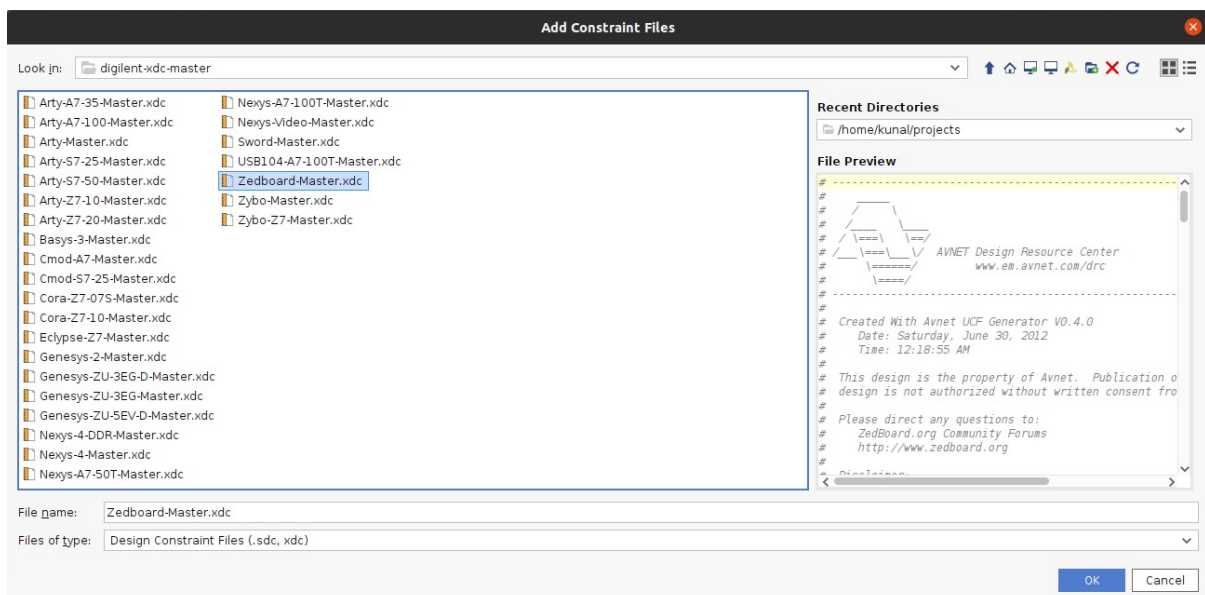 Add Constraint Files
Look in: digilent-xdc-master
Arty-A7-35-Master.xdc
Arty-A7-100-Master.xdc
Arty-Master.xdc
Arty-S7-25-Master.xdc
Arty-S7-50-Master.xdc
Arty-Z7-10-Master.xdc
Arty-Z7-20-Master.xdc
Basys-3-Master.xdc
Cmod-A7-Master.xdc
Cmod-S7-25-Master.xdc
Cora-Z7-07S-Master.xdc
Cora-Z7-10-Master.xdc
Eclypse-Z7-Master.xdc
Genesys-2-Master.xdc
Genesys-ZU-3EG-D-Master.xdc
Genesys-ZU-3EG-Master.xdc
Genesys-ZU-5EV-D-Master.xdc
Nexys-4-DDR-Master.xdc
Nexys-4-Master.xdc
Nexys-A7-50T-Master.xdc
Nexys-A7-100T-Master.xdc
Nexys-Video-Master.xdc
Sword-Master.xdc
USB104-A7-100T-Master.xdc
Zedboard-Master.xdc
Zybo-Master.xdc
Zybo-Z7-Master.xdc
Recent Directories
/home/kunal/projects
File Preview
# ----------------------------------------------------
#       _____
#      /     \
#     /____   \____
#    / \===\   \==/
#   /___\===\___\/  AVNET Design Resource Center
#        \======/         www.em.avnet.com/drc
#         \====/
# ----------------------------------------------------
#
#  Created With Avnet UCF Generator V0.4.0
#     Date: Saturday, June 30, 2012
#     Time: 12:18:55 AM
#
#  This design is the property of Avnet.  Publication o
#  design is not authorized without written consent fro
#
#  Please direct any questions to:
#     ZedBoard.org Community Forums
#     http://www.zedboard.org
#
#  Disclaimer:
File name: Zedboard-Master.xdc
Files of type: Design Constraint Files (.sdc, xdc)
OK
Cancel